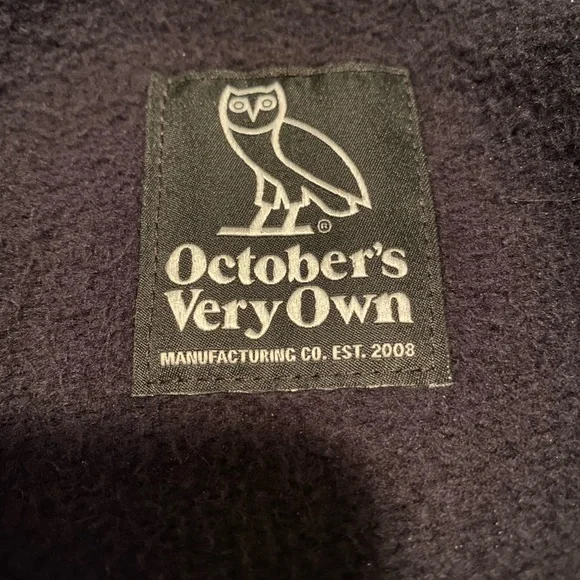 ®
October's
Very Own
MANUFACTURING CO. EST. 2008